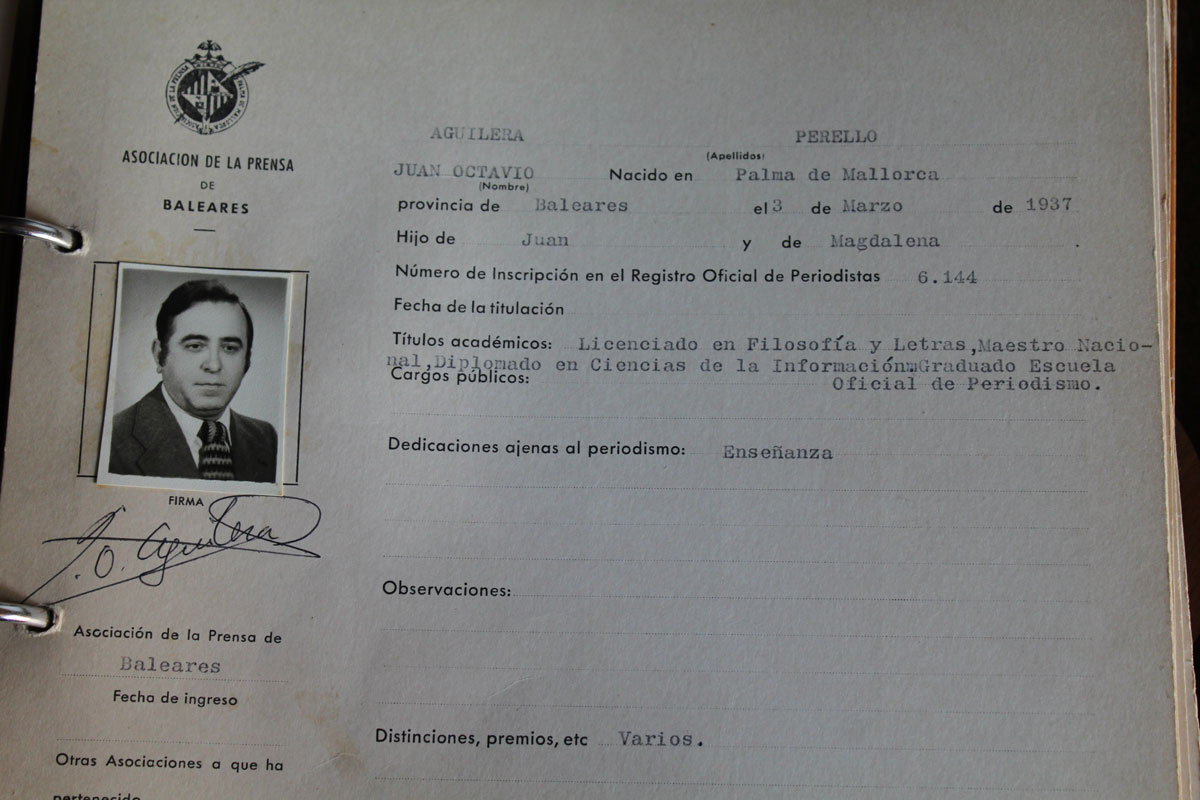 ASOCIACION DE LA PRENSA
DE
BALEARES
AGUILERA PERELLO
(Apellidos)
JUAN OCTAVIO Nacido en Palma de Mallorca
(Nombre)
provincia de Baleares el 3 de Marzo de 1937
Hijo de Juan y de Magdalena .
Número de Inscripción en el Registro Oficial de Periodistas 6.144
Fecha de la titulación
Títulos académicos: Licenciado en Filosofía y Letras,Maestro Nacio-
nal,Diplomado en Ciencias de la Información Graduado Escuela
Cargos públicos: Oficial de Periodismo.
Dedicaciones ajenas al periodismo: Enseñanza
FIRMA
J.O. Aguilera
Observaciones:
Asociación de la Prensa de
Baleares
Fecha de ingreso
Distinciones, premios, etc Varios.
Otras Asociaciones a que ha
pertenecido